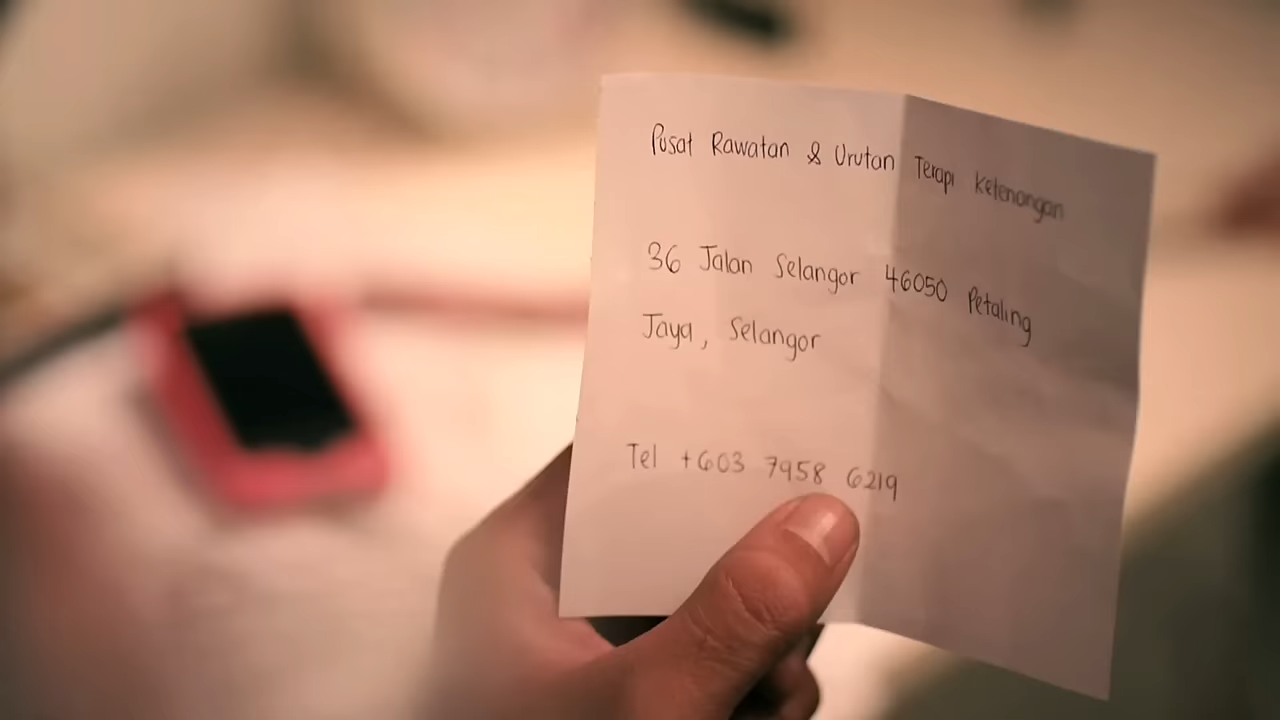 Pusat Rawatan & Urutan Terapi Ketenangan
36 Jalan Selangor 46050 Petaling
Jaya, Selangor
Tel +603 7958 6219